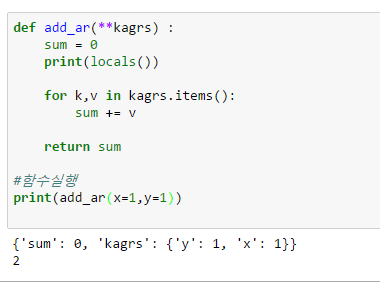 def add_ar(**kagrs) :
    sum = 0
    print(locals())
    for k,v in kagrs.items():
        sum += v
    return sum
#함수실행
print(add_ar(x=1,y=1))
{'sum': 0, 'kagrs': {'y': 1, 'x': 1}}
2